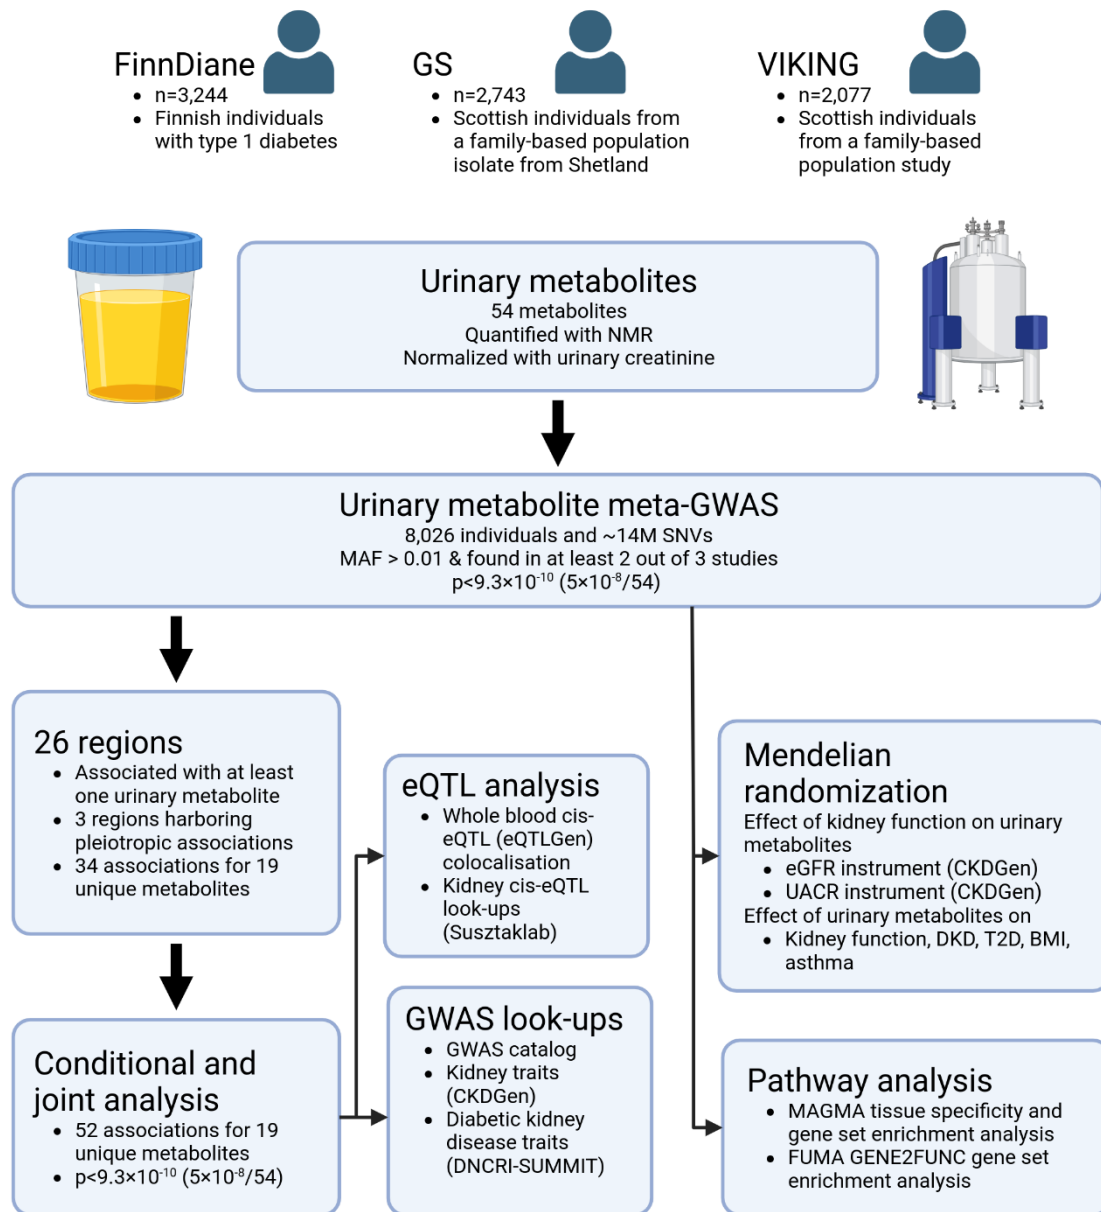 FinnDiane
• n=3,244
• Finnish individuals
with type 1 diabetes
GS
• n=2,743
• Scottish individuals from
a family-based population
isolate from Shetland
VIKING
• n=2,077
• Scottish individuals
from a family-based
population study
Urinary metabolites
54 metabolites
Quantified with NMR
Normalized with urinary creatinine
Urinary metabolite meta-GWAS
8,026 individuals and ~14M SNVs
MAF > 0.01 & found in at least 2 out of 3 studies
p<9.3×10⁻¹⁰ (5×10⁻⁸/54)
26 regions
• Associated with at least
one urinary metabolite
• 3 regions harboring
pleiotropic associations
• 34 associations for 19
unique metabolites
Conditional and
joint analysis
• 52 associations for 19
unique metabolites
• p<9.3×10⁻¹⁰ (5×10⁻⁸/54)
eQTL analysis
• Whole blood cis-
eQTL (eQTLGen)
colocalisation
• Kidney cis-eQTL
look-ups
(Susztaklab)
GWAS look-ups
• GWAS catalog
• Kidney traits
(CKDGen)
• Diabetic kidney
disease traits
(DNCRI-SUMMIT)
Mendelian
randomization
Effect of kidney function on urinary
metabolites
• eGFR instrument (CKDGen)
• UACR instrument (CKDGen)
Effect of urinary metabolites on
• Kidney function, DKD, T2D, BMI,
asthma
Pathway analysis
• MAGMA tissue specificity and
gene set enrichment analysis
• FUMA GENE2FUNC gene set
enrichment analysis